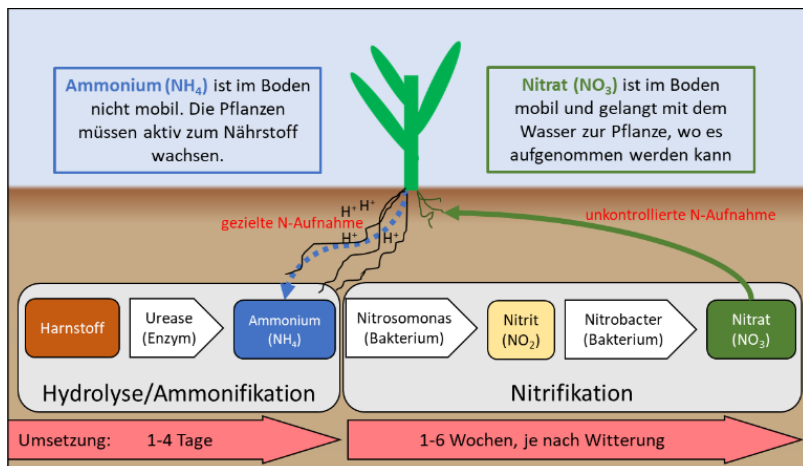 Ammonium (NH₄) ist im Boden
nicht mobil. Die Pflanzen
müssen aktiv zum Nährstoff
wachsen.
Nitrat (NO₃) ist im Boden
mobil und gelangt mit dem
Wasser zur Pflanze, wo es
aufgenommen werden kann
H⁺ H⁺
gezielte N-Aufnahme
H⁺ H⁺
unkontrollierte N-Aufnahme
Harnstoff
Urease
(Enzym)
Ammonium
(NH₄)
Nitrosomonas
(Bakterium)
Nitrit
(NO₂)
Nitrobacter
(Bakterium)
Nitrat
(NO₃)
Hydrolyse/Ammonifikation
Nitrifikation
Umsetzung: 1-4 Tage
1-6 Wochen, je nach Witterung